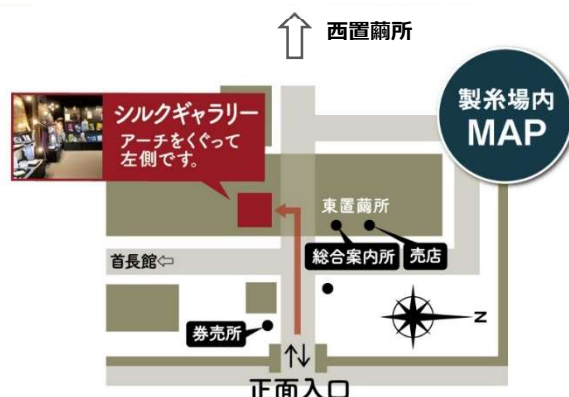 西置繭所
製糸場内
MAP
シルクギャラリー
アーチをくぐって
左側です。
東置繭所
総合案内所
売店
首長館⇦
券売所
N
正面入口